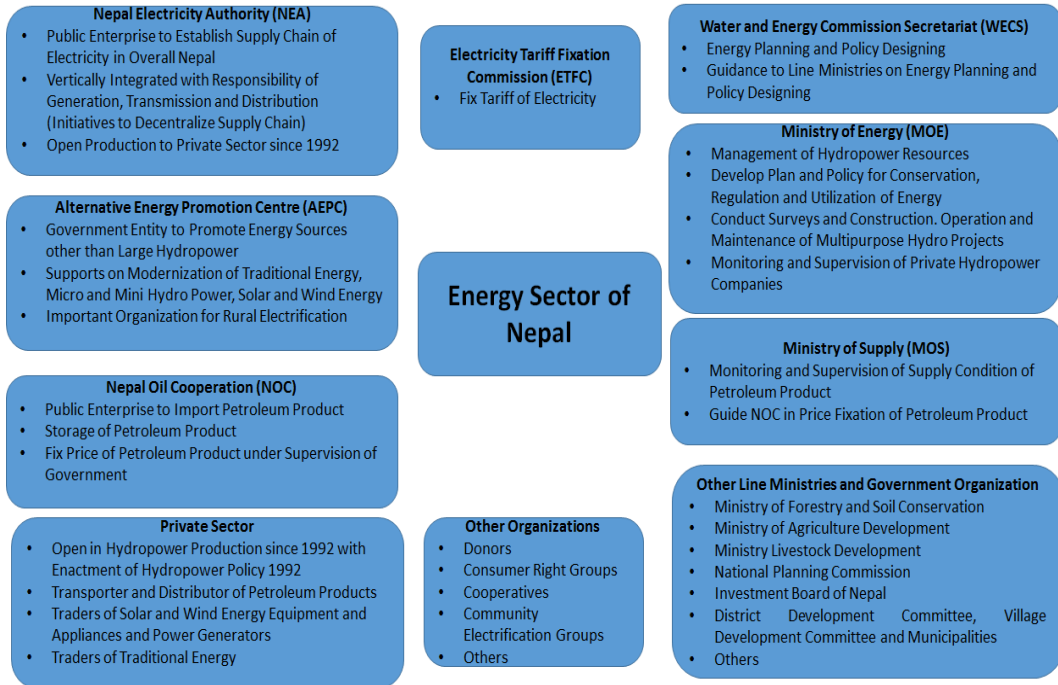 Nepal Electricity Authority (NEA)
• Public Enterprise to Establish Supply Chain of
Electricity in Overall Nepal
• Vertically Integrated with Responsibility of
Generation, Transmission and Distribution
(Initiatives to Decentralize Supply Chain)
• Open Production to Private Sector since 1992
Alternative Energy Promotion Centre (AEPC)
• Government Entity to Promote Energy Sources
other than Large Hydropower
• Supports on Modernization of Traditional Energy,
Micro and Mini Hydro Power, Solar and Wind Energy
• Important Organization for Rural Electrification
Nepal Oil Cooperation (NOC)
• Public Enterprise to Import Petroleum Product
• Storage of Petroleum Product
• Fix Price of Petroleum Product under Supervision of
Government
Private Sector
• Open in Hydropower Production since 1992 with
Enactment of Hydropower Policy 1992
• Transporter and Distributor of Petroleum Products
• Traders of Solar and Wind Energy Equipment and
Appliances and Power Generators
• Traders of Traditional Energy
Electricity Tariff Fixation
Commission (ETFC)
• Fix Tariff of Electricity
Energy Sector of
Nepal
Other Organizations
• Donors
• Consumer Right Groups
• Cooperatives
• Community
Electrification Groups
• Others
Water and Energy Commission Secretariat (WECS)
• Energy Planning and Policy Designing
• Guidance to Line Ministries on Energy Planning and
Policy Designing
Ministry of Energy (MOE)
• Management of Hydropower Resources
• Develop Plan and Policy for Conservation,
Regulation and Utilization of Energy
• Conduct Surveys and Construction. Operation and
Maintenance of Multipurpose Hydro Projects
• Monitoring and Supervision of Private Hydropower
Companies
Ministry of Supply (MOS)
• Monitoring and Supervision of Supply Condition of
Petroleum Product
• Guide NOC in Price Fixation of Petroleum Product
Other Line Ministries and Government Organization
• Ministry of Forestry and Soil Conservation
• Ministry of Agriculture Development
• Ministry Livestock Development
• National Planning Commission
• Investment Board of Nepal
• District Development Committee, Village
Development Committee and Municipalities
• Others